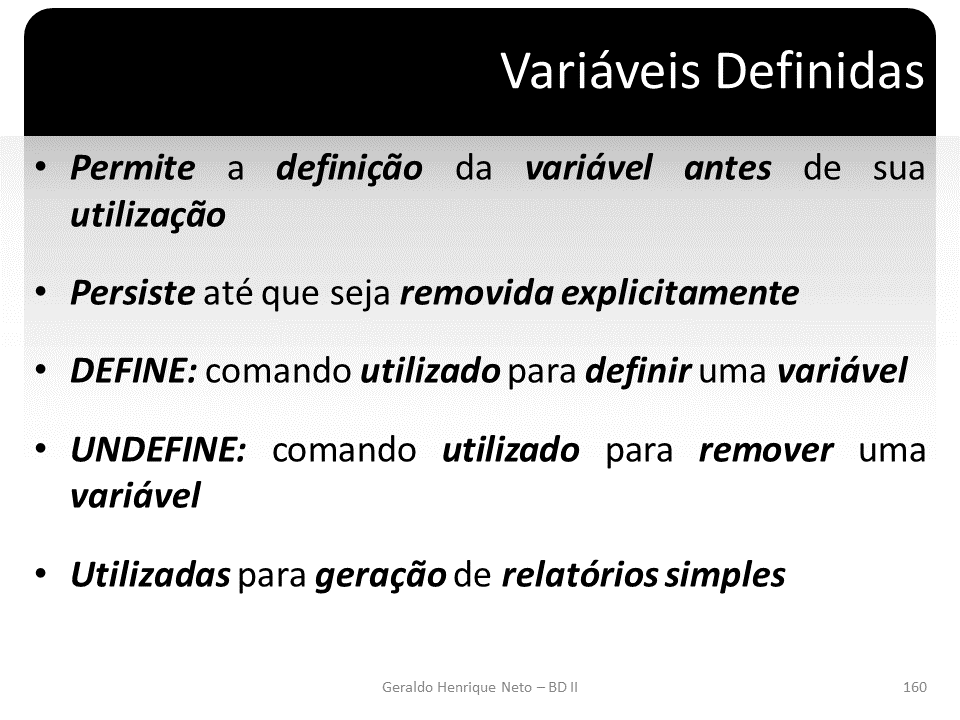 Variáveis Definidas
• Permite a definição da variável antes de sua
utilização
• Persiste até que seja removida explicitamente
• DEFINE: comando utilizado para definir uma variável
• UNDEFINE: comando utilizado para remover uma
variável
• Utilizadas para geração de relatórios simples
Geraldo Henrique Neto – BD II
160